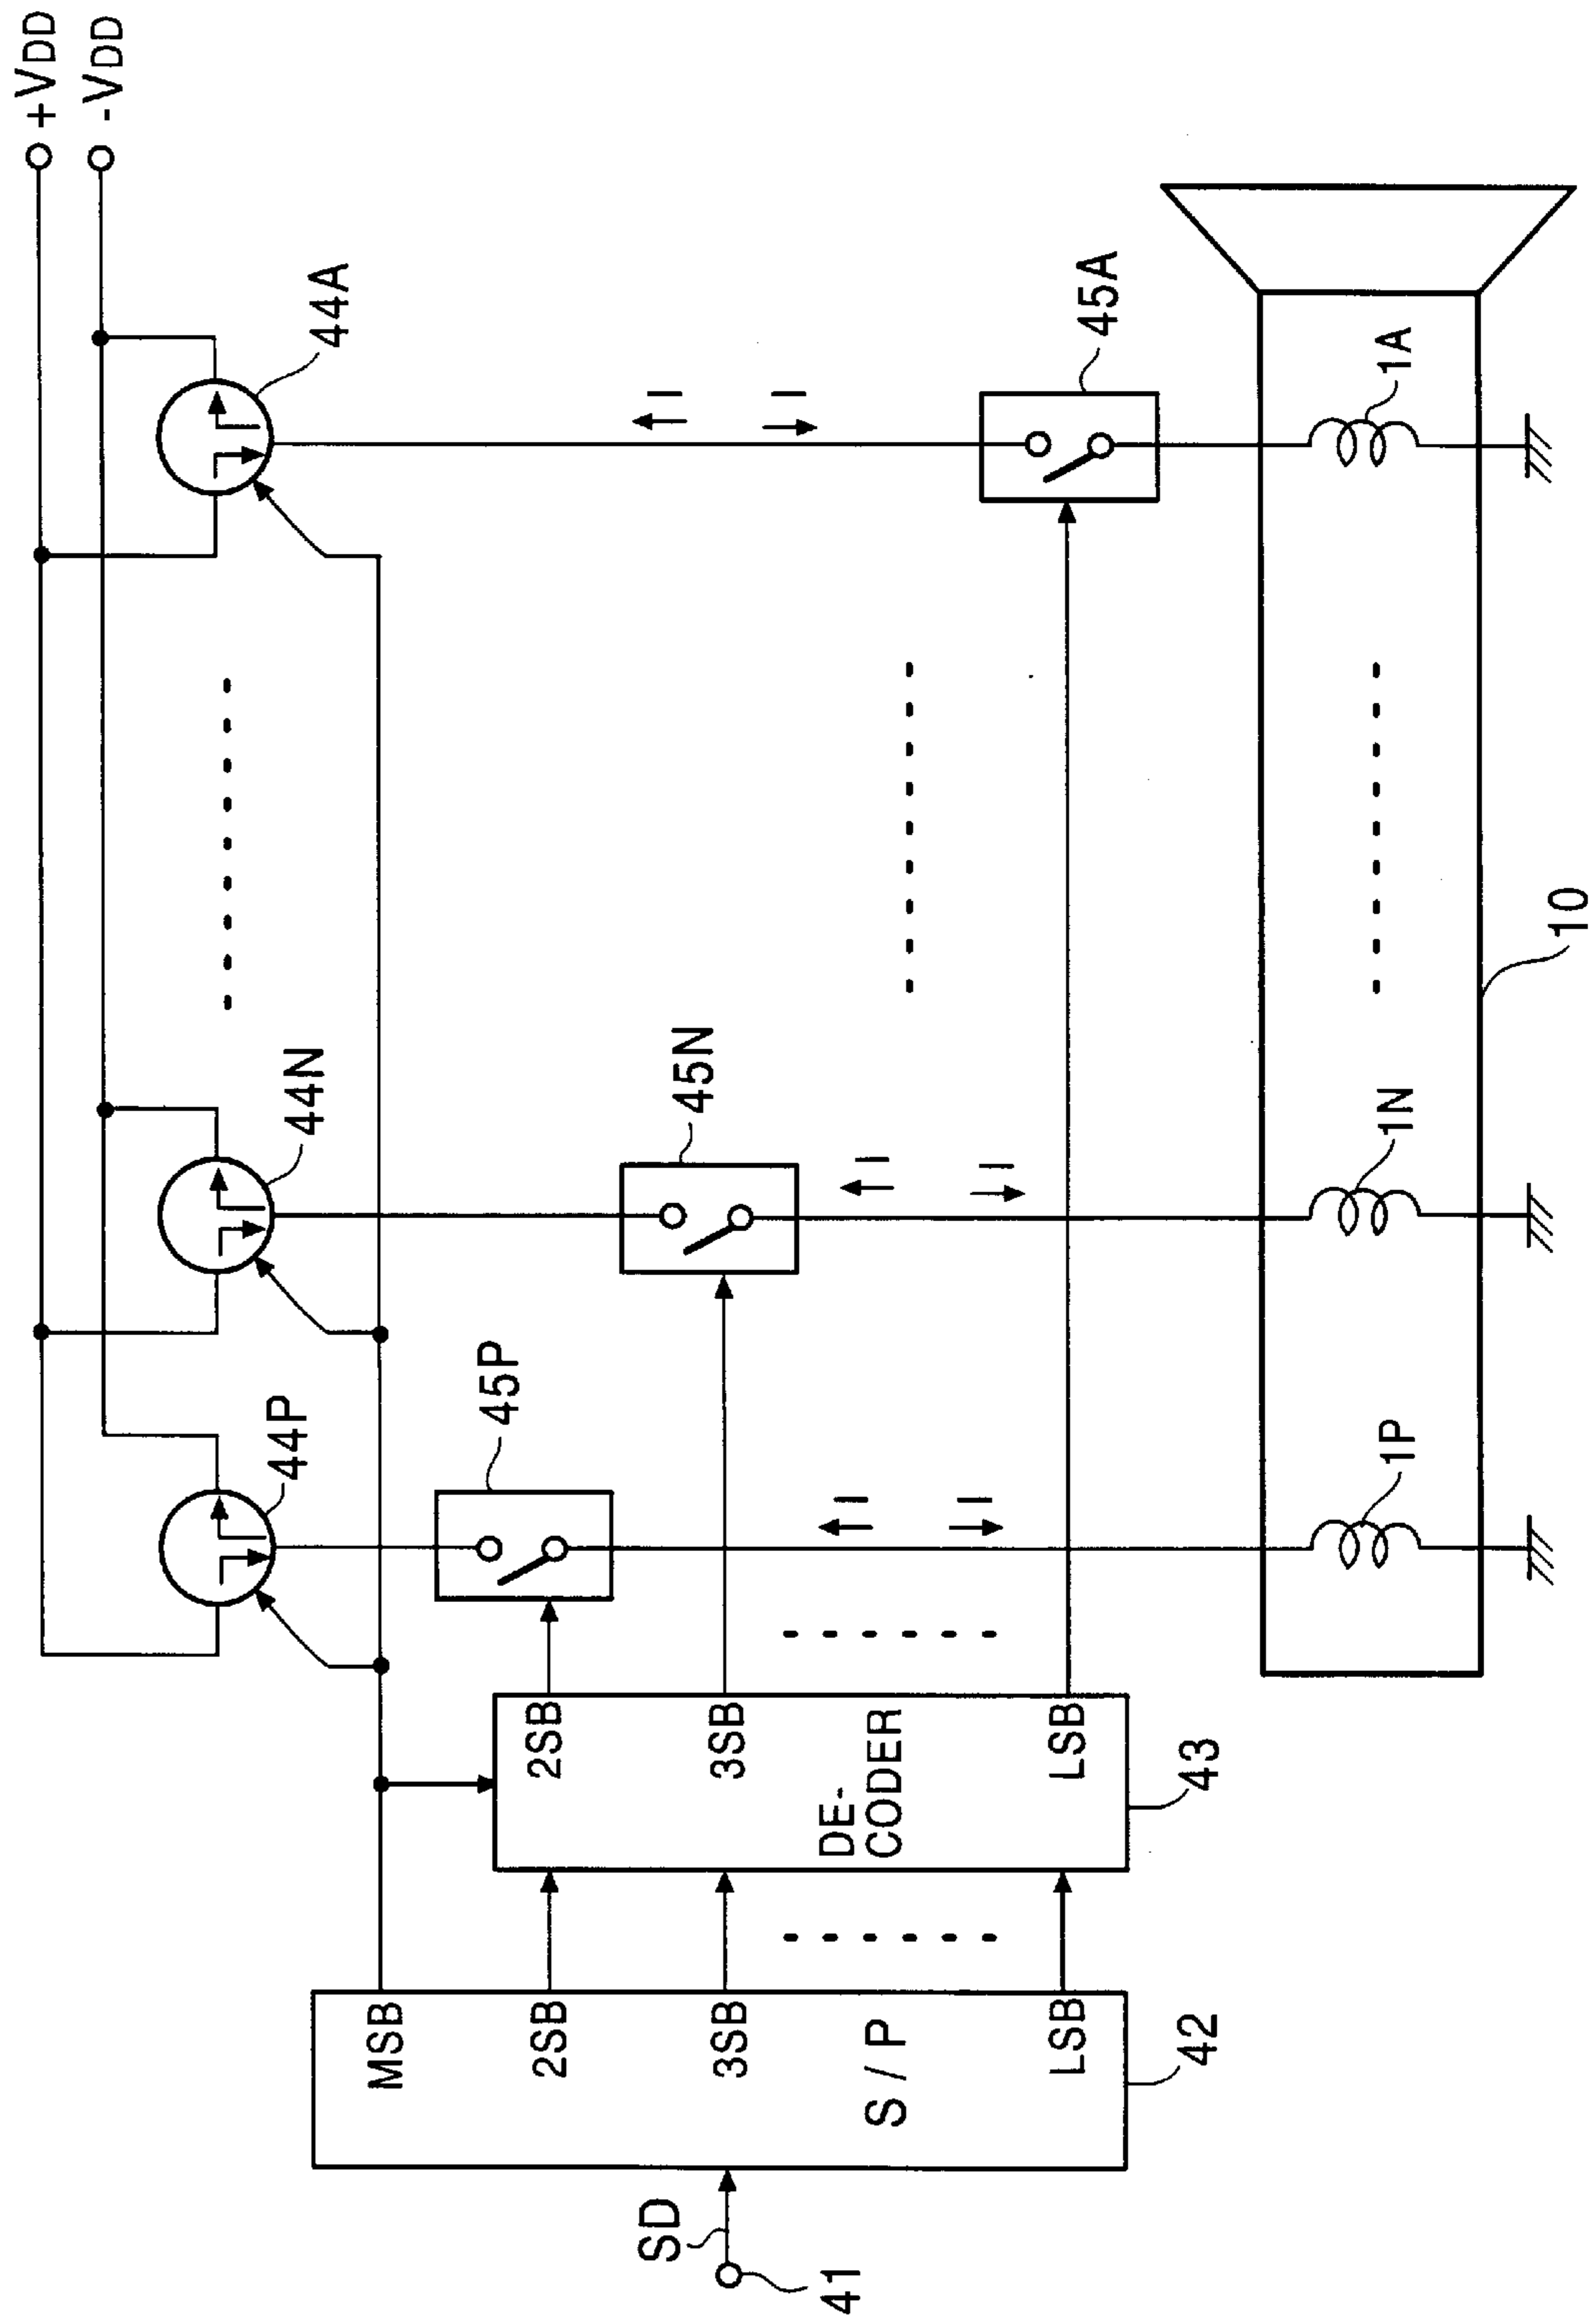 +VDD
-VDD
44P
44N
44A
45P
45N
45A
I
I
I
I
I
I
MSB
2SB
3SB
S / P
LSB
42
2SB
3SB
DE-
CODER
LSB
43
SD
41
1P
1N
1A
10